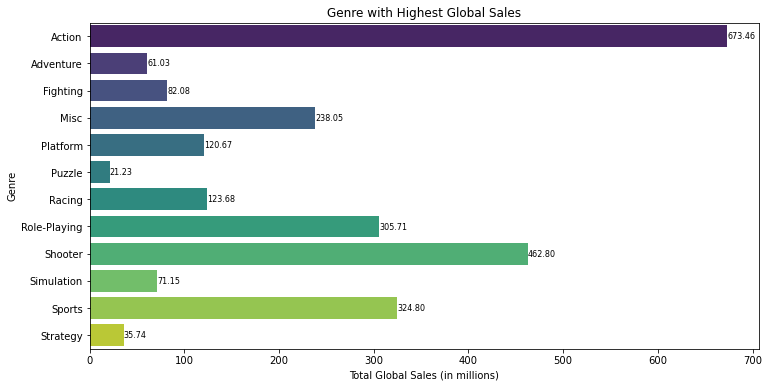 Genre with Highest Global Sales
Genre
Action 673.46
Adventure 61.03
Fighting 82.08
Misc 238.05
Platform 120.67
Puzzle 21.23
Racing 123.68
Role-Playing 305.71
Shooter 462.80
Simulation 71.15
Sports 324.80
Strategy 35.74
0 100 200 300 400 500 600 700
Total Global Sales (in millions)